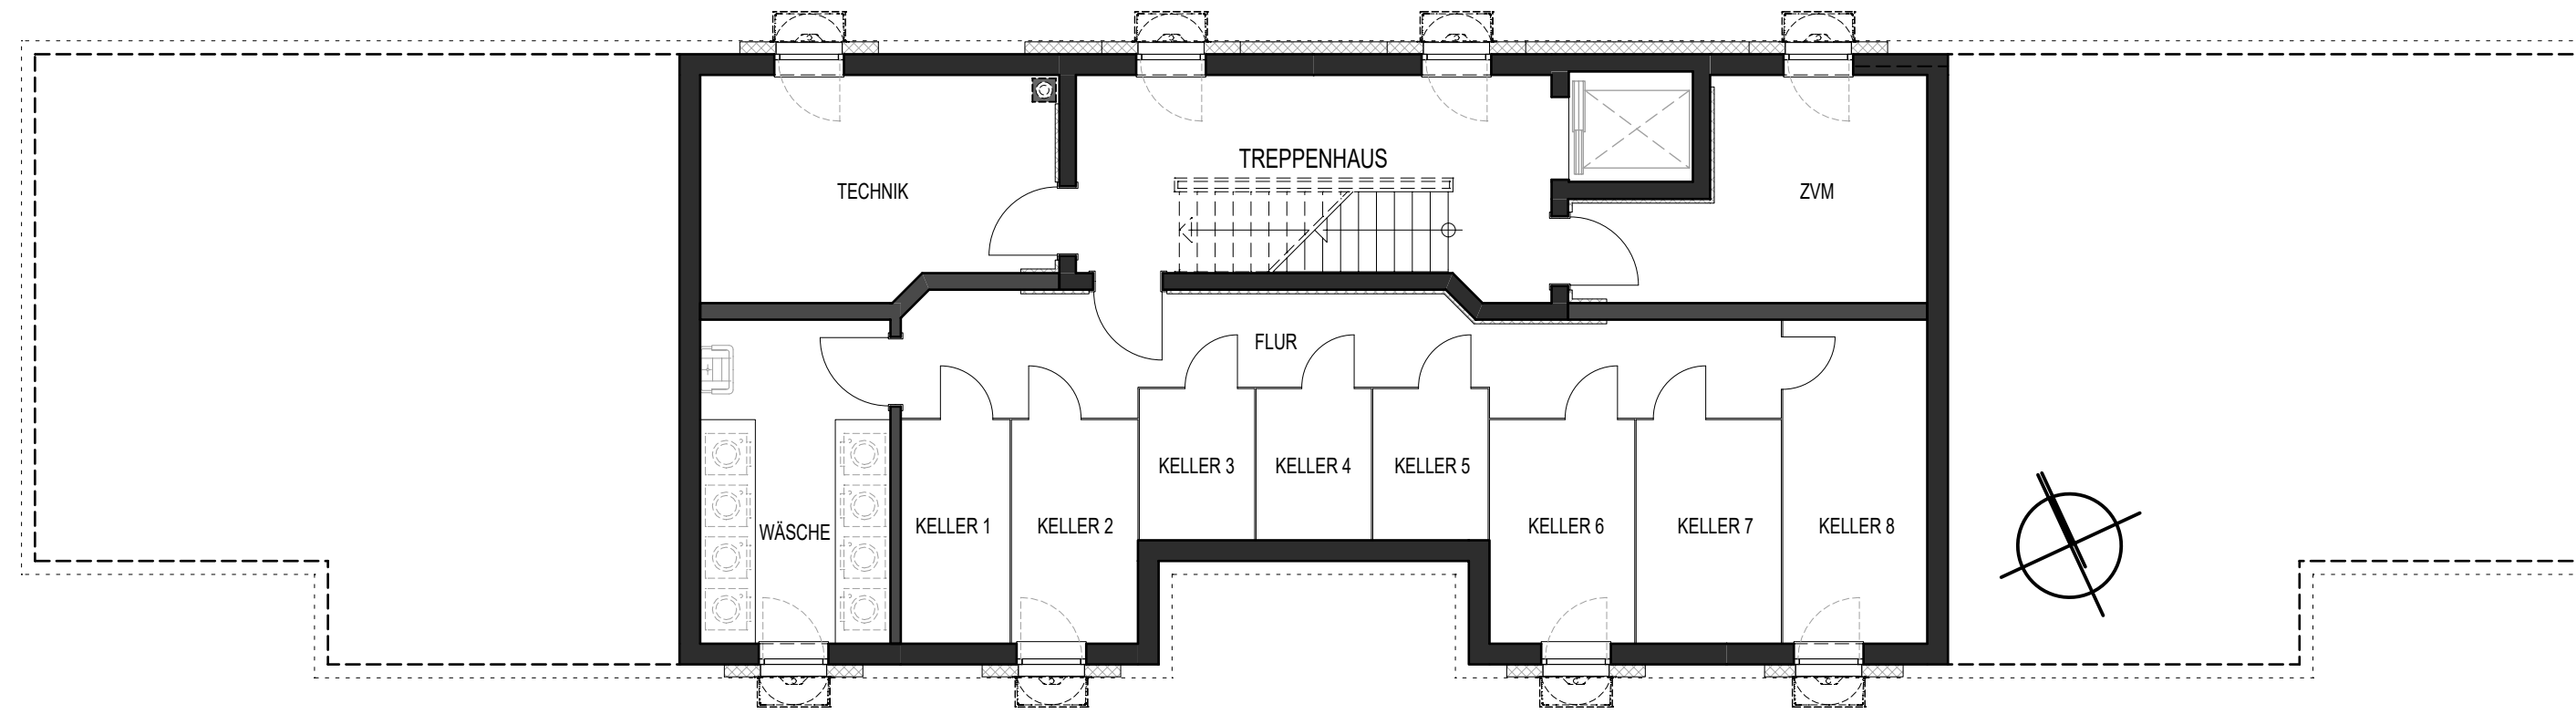 TREPPENHAUS
TECHNIK
ZVM
FLUR
KELLER 3
KELLER 4
KELLER 5
WÄSCHE
KELLER 1
KELLER 2
KELLER 6
KELLER 7
KELLER 8